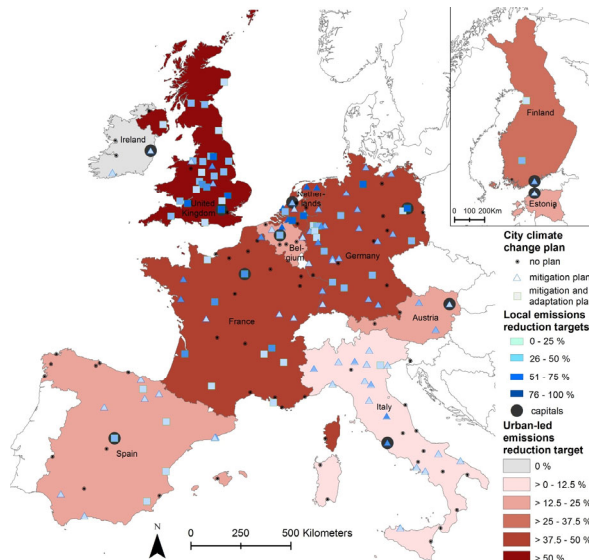 Finland
Estonia
0 100 200Km
Ireland
United
Kingdom
Nether-
lands
Bel-
gium
Germany
France
Austria
Italy
Spain
N
0 250 500 Kilometers
City climate
change plan
no plan
mitigation plan
mitigation and
adaptation pla
Local emissions
reduction targets
0 - 25 %
26 - 50 %
51 - 75 %
76 - 100 %
capitals
Urban-led
emissions
reduction
target
0 %
> 0 - 12.5%
> 12.5 - 25 %
> 25 - 37.5%
> 37.5 - 50 %
> 50 %